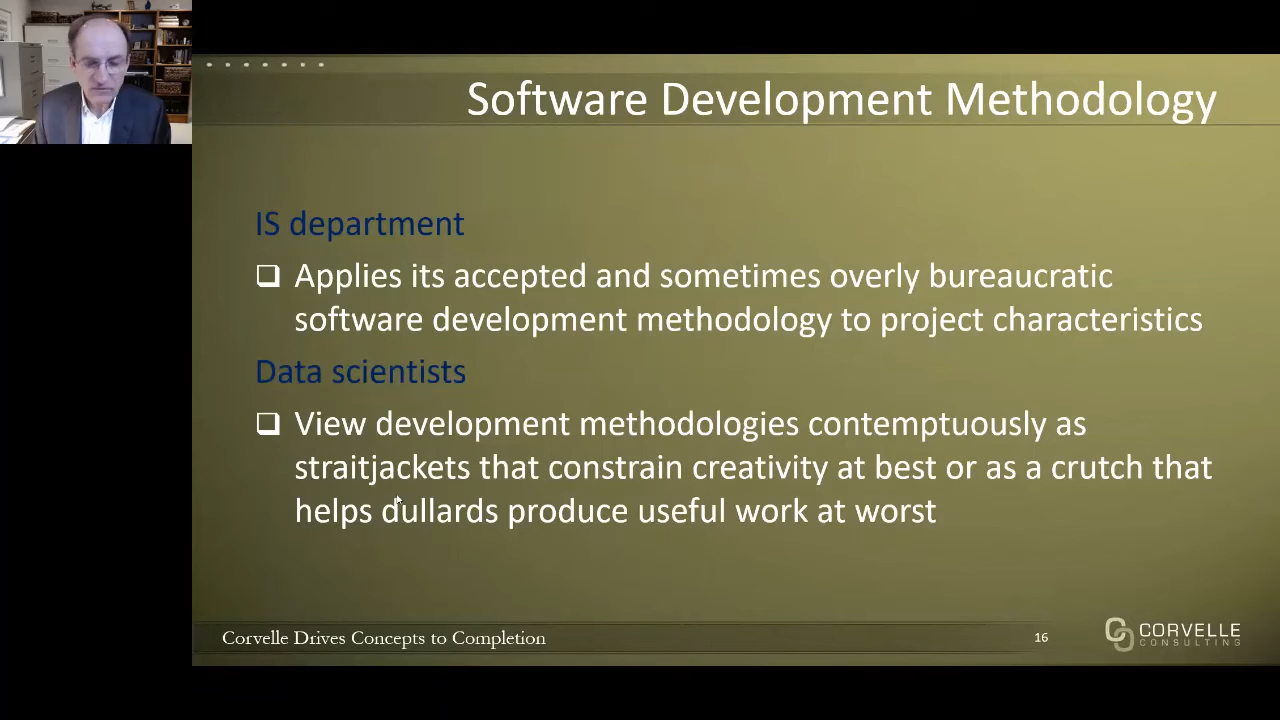 Software Development Methodology
IS department
❑ Applies its accepted and sometimes overly bureaucratic
software development methodology to project characteristics
Data scientists
❑ View development methodologies contemptuously as
straitjackets that constrain creativity at best or as a crutch that
helps dullards produce useful work at worst
Corvelle Drives Concepts to Completion
16
CORVELLE
CONSULTING